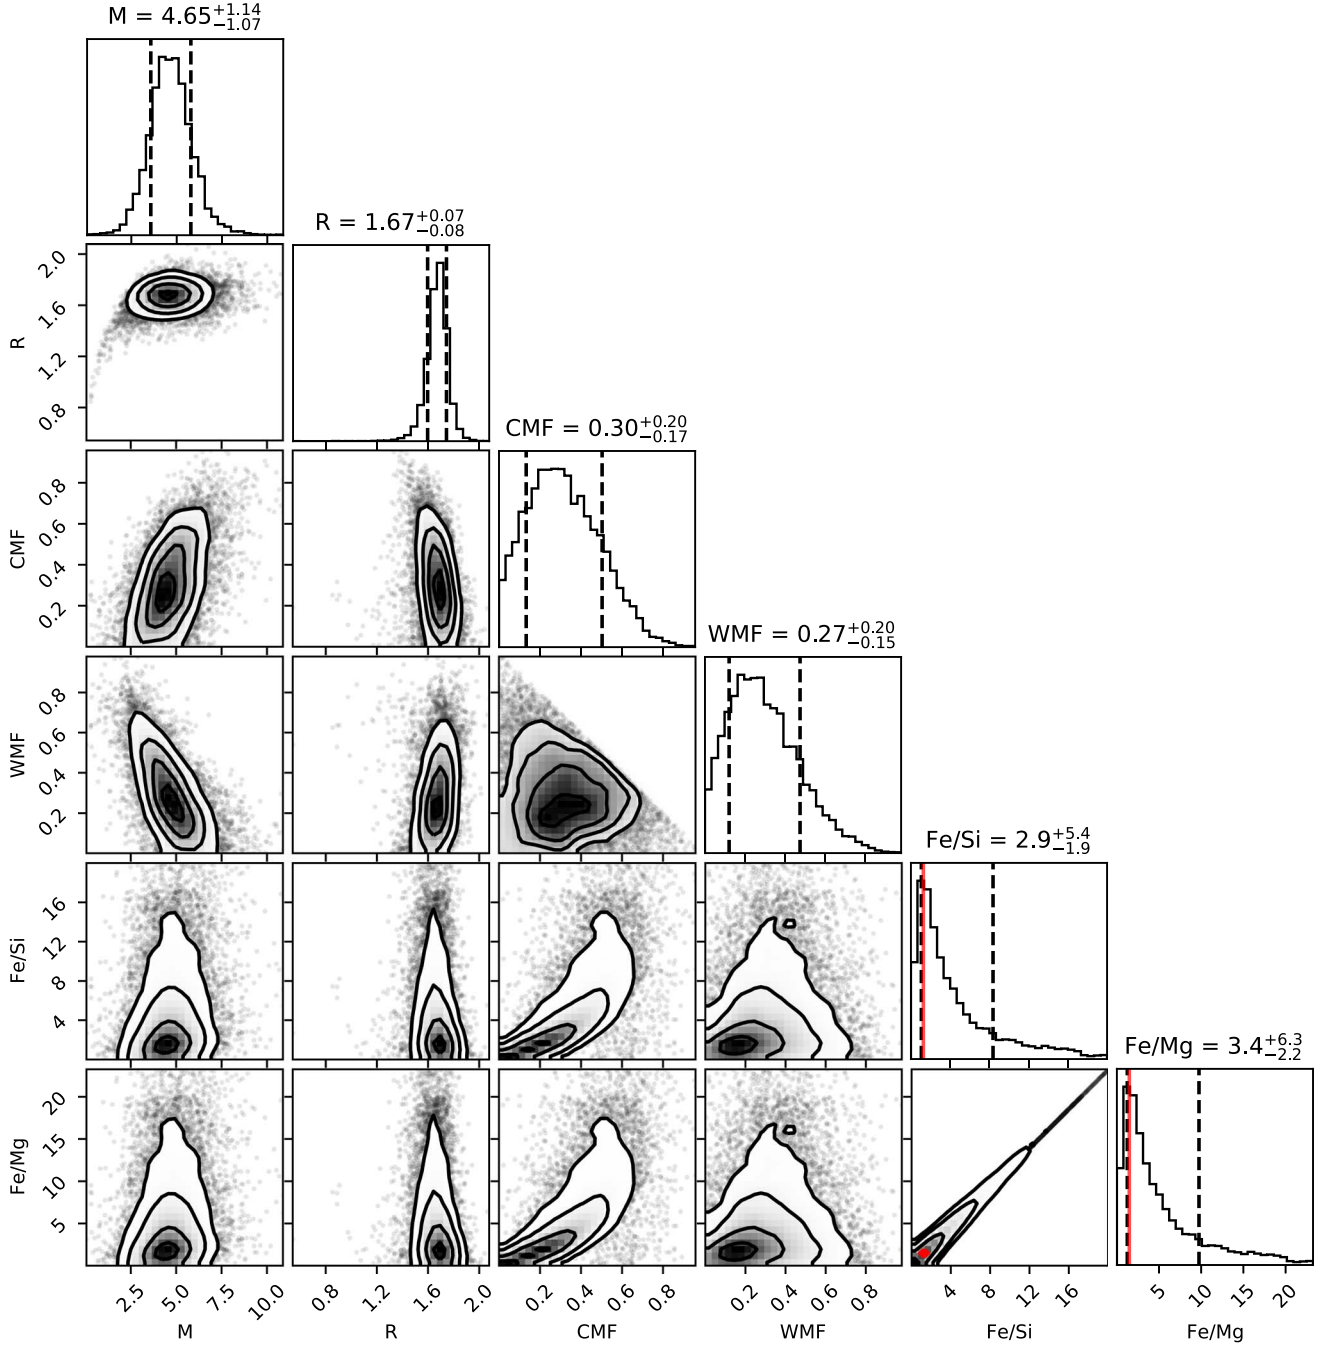 M = 4.65+1.14 −1.07
R = 1.67+0.07 −0.08
2.0
1.6
1.2
0.8
R
CMF = 0.30+0.20 −0.17
0.8
0.6
0.4
0.2
CMF
WMF = 0.27+0.20 −0.15
0.8
0.6
0.4
0.2
WMF
Fe/Si = 2.9+5.4 −1.9
16
12
8
4
Fe/Si
Fe/Mg = 3.4+6.3 −2.2
20
15
10
5
Fe/Mg
2.5 5.0 7.5 10.0
0.8 1.2 1.6 2.0
0.2 0.4 0.6 0.8
0.2 0.4 0.6 0.8
4 8 12 16
5 10 15 20
M R CMF WMF Fe/Si Fe/Mg